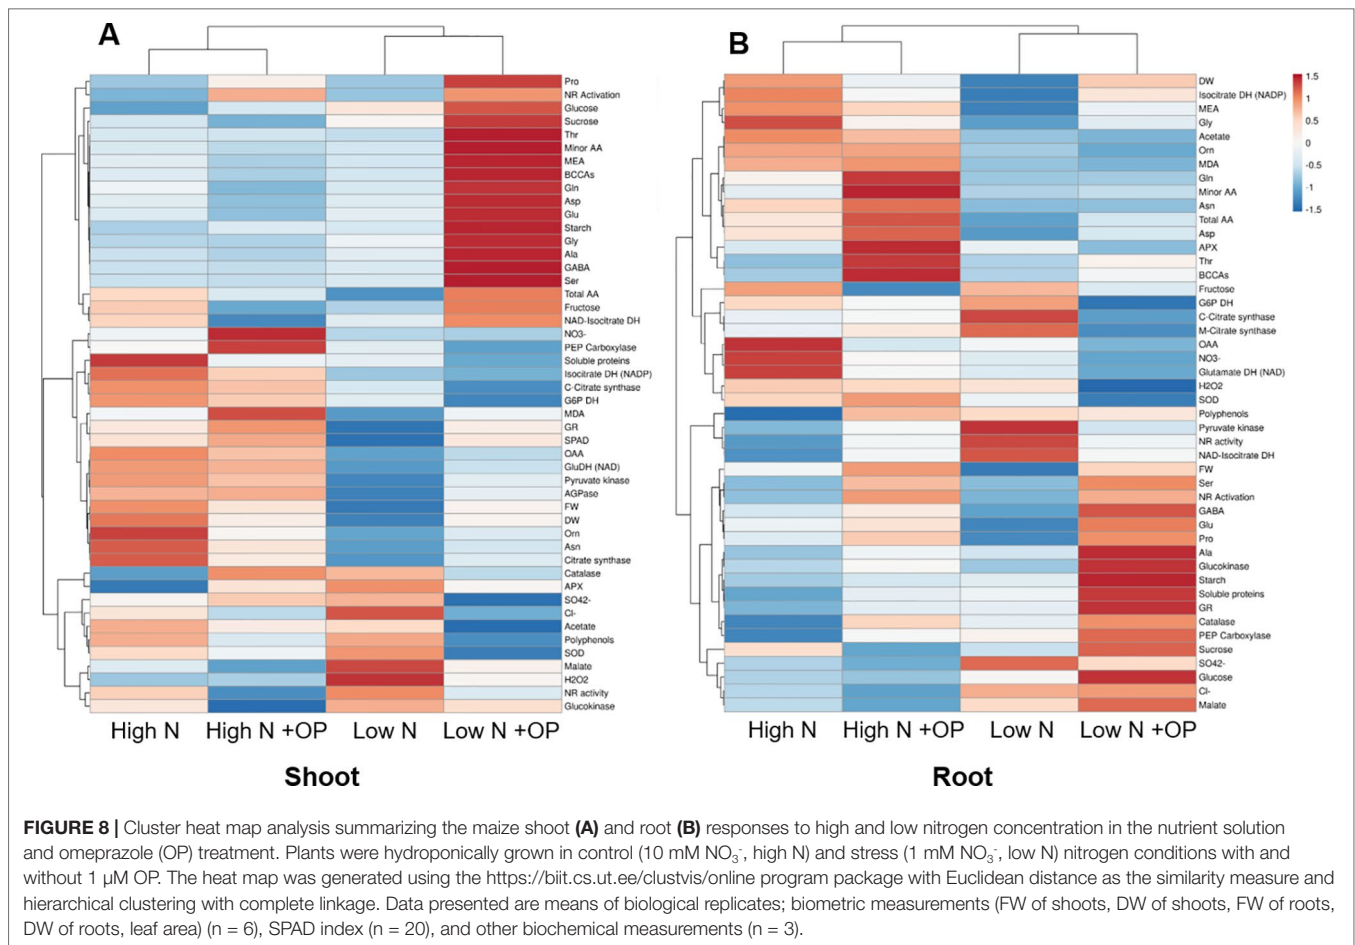 A
Pro
NR Activation
Glucose
Sucrose
Thr
Minor AA
MEA
BCCAs
Gln
Asp
Glu
Starch
Gly
Ala
GABA
Ser
Total AA
Fructose
NAD-Isocitrate DH
NO3-
PEP Carboxylase
Soluble proteins
Isocitrate DH (NADP)
C-Citrate synthase
G6P DH
MDA
GR
SPAD
OAA
GluDH (NAD)
Pyruvate kinase
AGPase
FW
DW
Orn
Asn
Citrate synthase
Catalase
APX
SO42-
Cl-
Acetate
Polyphenols
SOD
Malate
H2O2
NR activity
Glucokinase
High N High N +OP Low N Low N +OP
Shoot
B
DW
Isocitrate DH (NADP)
MEA
Gly
Acetate
Orn
MDA
Gln
Minor AA
Asn
Total AA
Asp
APX
Thr
BCCAs
Fructose
G6P DH
C-Citrate synthase
M-Citrate synthase
OAA
NO3-
Glutamate DH (NAD)
H2O2
SOD
Polyphenols
Pyruvate kinase
NR activity
NAD-Isocitrate DH
FW
Ser
NR Activation
GABA
Glu
Pro
Ala
Glucokinase
Starch
Soluble proteins
GR
Catalase
PEP Carboxylase
Sucrose
SO42-
Glucose
Cl-
Malate
1.5
1
0.5
0
-0.5
-1
-1.5
High N High N +OP Low N Low N +OP
Root
FIGURE 8 | Cluster heat map analysis summarizing the maize shoot (A) and root (B) responses to high and low nitrogen concentration in the nutrient solution
and omeprazole (OP) treatment. Plants were hydroponically grown in control (10 mM NO₃⁻, high N) and stress (1 mM NO₃⁻, low N) nitrogen conditions with and
without 1 µM OP. The heat map was generated using the https://biit.cs.ut.ee/clustvis/online program package with Euclidean distance as the similarity measure and
hierarchical clustering with complete linkage. Data presented are means of biological replicates; biometric measurements (FW of shoots, DW of shoots, FW of roots,
DW of roots, leaf area) (n = 6), SPAD index (n = 20), and other biochemical measurements (n = 3).